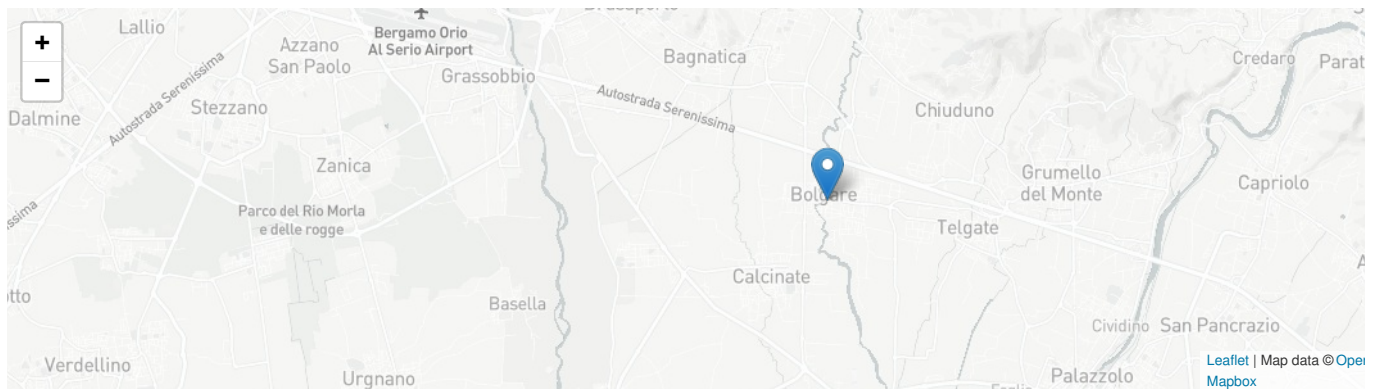 +
−
Lallio
Bergamo Orio
Al Serio Airport
Azzano
San Paolo
Grassobbio
Bagnatica
Credaro
Autostrada Serenissima
Stezzano
Dalmine
Autostrada Serenissima
Chiuduno
Zanica
Grumello
del Monte
Capriolo
Bolgare
Parco del Rio Morla
e delle rogge
Telgate
Calcinate
Basella
Cividino
San Pancrazio
Verdellino
Urgnano
Palazzolo
Leaflet | Map data ©
Mapbox